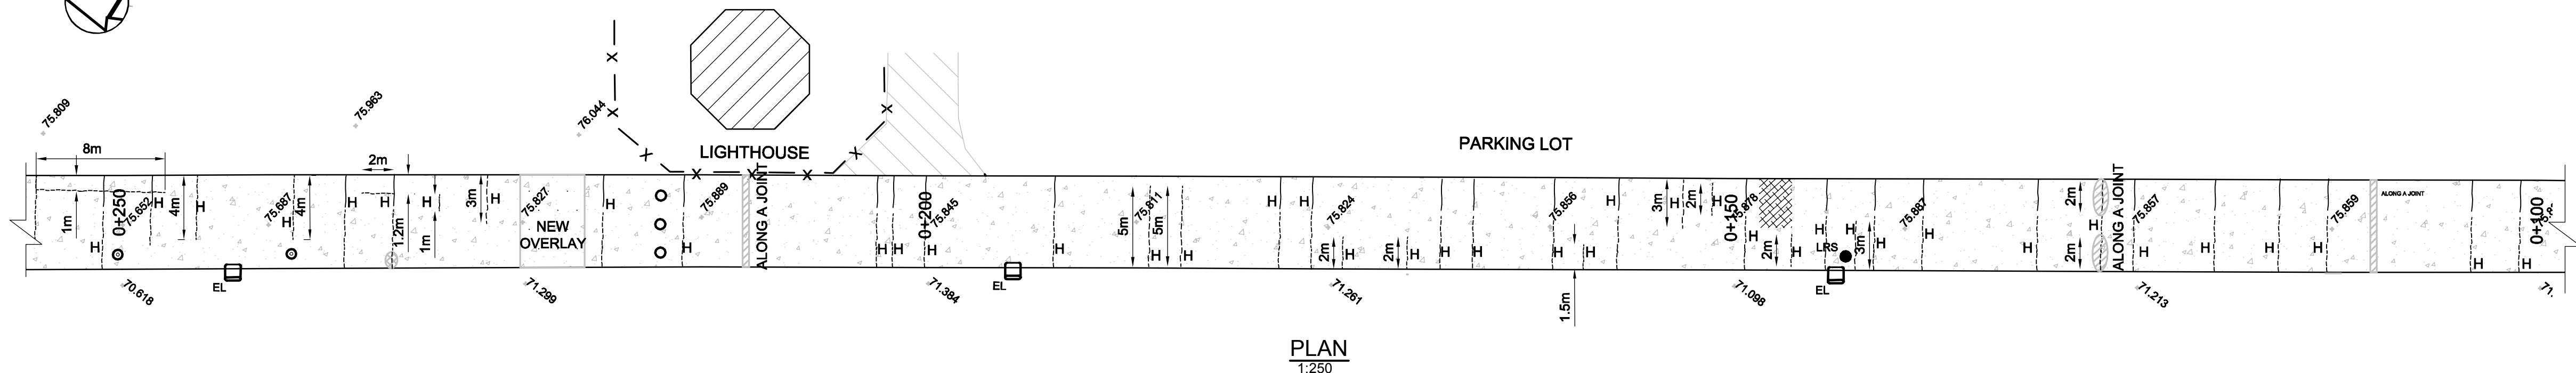 75.809
75.963
76.044
8m
2m
LIGHTHOUSE
PARKING LOT
1m
H
0+250
75.652
H
4m
H
75.687
H
4m
H
H
1.2m
H
1m
3m
H
75.827
NEW
OVERLAY
H
H
75.889
ALONG A JOINT
H
H
0+200
75.845
H
H
5m
75.811
5m
H
H
H
H
75.824
2m
H
2m
H
H
H
75.856
H
H
H
3m
H
2m
H
75.878
0+150
H
2m
H
H
H
LRS
3m
H
75.887
H
H
2m
2m
H
ALONG A JOINT
75.857
H
H
H
H
75.859
ALONG A JOINT
H
H
0+100
70.618
EL
71.299
71.384
EL
71.261
1.5m
71.098
EL
71.213
71.
PLAN
1:250